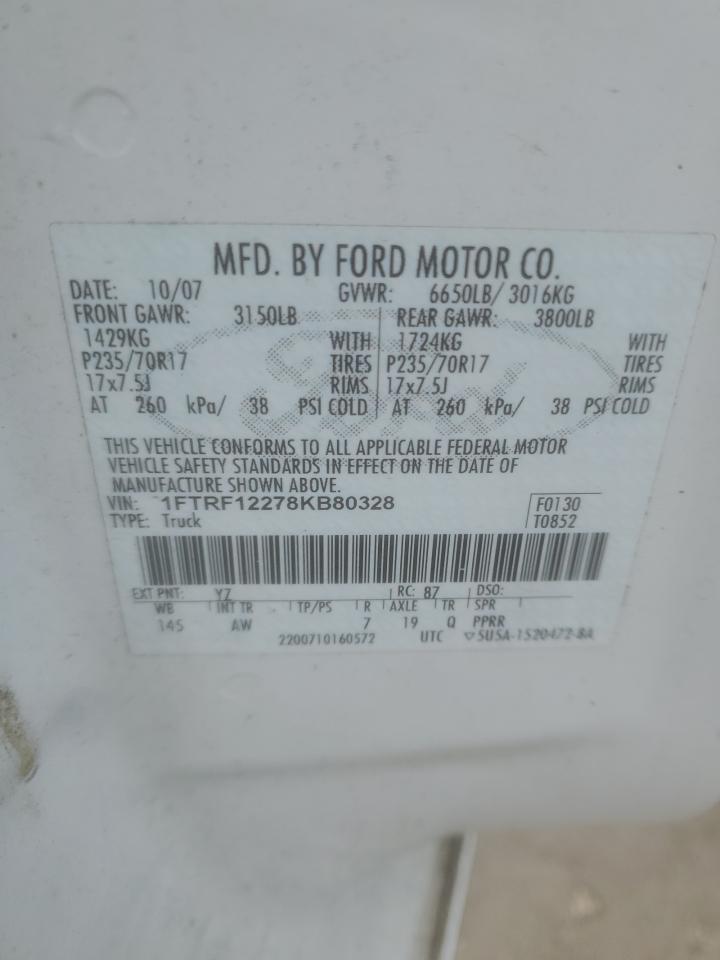 MFD. BY FORD MOTOR CO.
DATE: 10/07 GVWR: 6650LB/ 3016KG
FRONT GAWR: 3150LB REAR GAWR: 3800LB
1429KG WITH 1724KG WITH
P235/70R17 TIRES P235/70R17 TIRES
17x7.5J RIMS 17x7.5J RIMS
AT 260 kPa/ 38 PSI COLD AT 260 kPa/ 38 PSI COLD
THIS VEHICLE CONFORMS TO ALL APPLICABLE FEDERAL MOTOR
VEHICLE SAFETY STANDARDS IN EFFECT ON THE DATE OF
MANUFACTURE SHOWN ABOVE.
VIN: 1FTRF12278KB80328 F0130
TYPE: Truck T0852
EXT PNT: YZ RC: 87 DSO:
WB INT TR TP/PS R AXLE TR SPR
145 AW 7 19 Q PPRR
2200710160572 UTC ▽5USA-1520472-BA